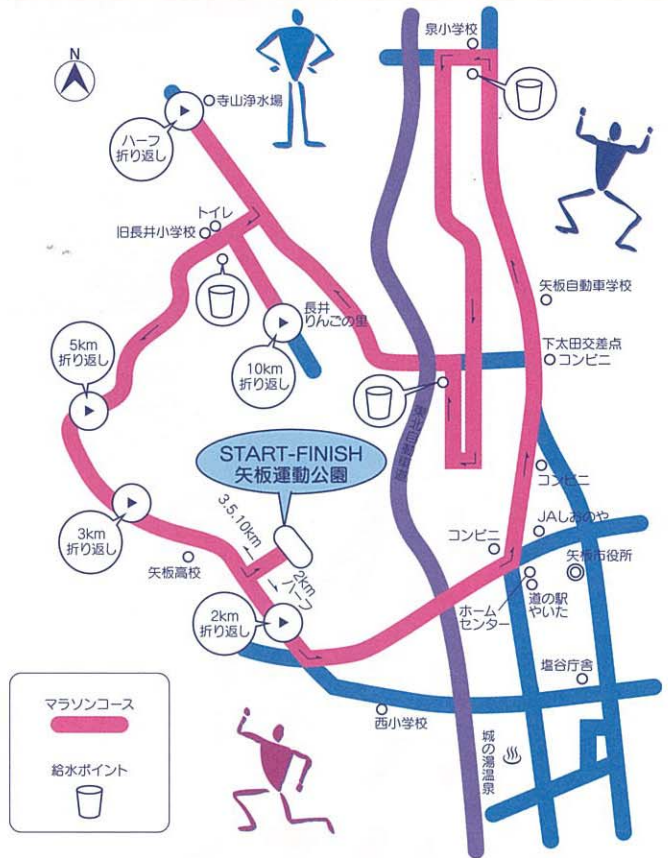 N
泉小学校
寺山浄水場
ハーフ
折り返し
トイレ
旧長井小学校
長井
りんごの里
矢板自動車学校
5km
折り返し
10km
折り返し
下太田交差点
コンビニ
東北自動車道
START-FINISH
矢板運動公園
コンビニ
3.5.10km
3km
折り返し
JAしおのや
コンビニ
矢板高校
2km
ハーフ
矢板市役所
ホーム
センター
道の駅
やいた
2km
折り返し
塩谷庁舎
マラソンコース
西小学校
給水ポイント
城の湯温泉